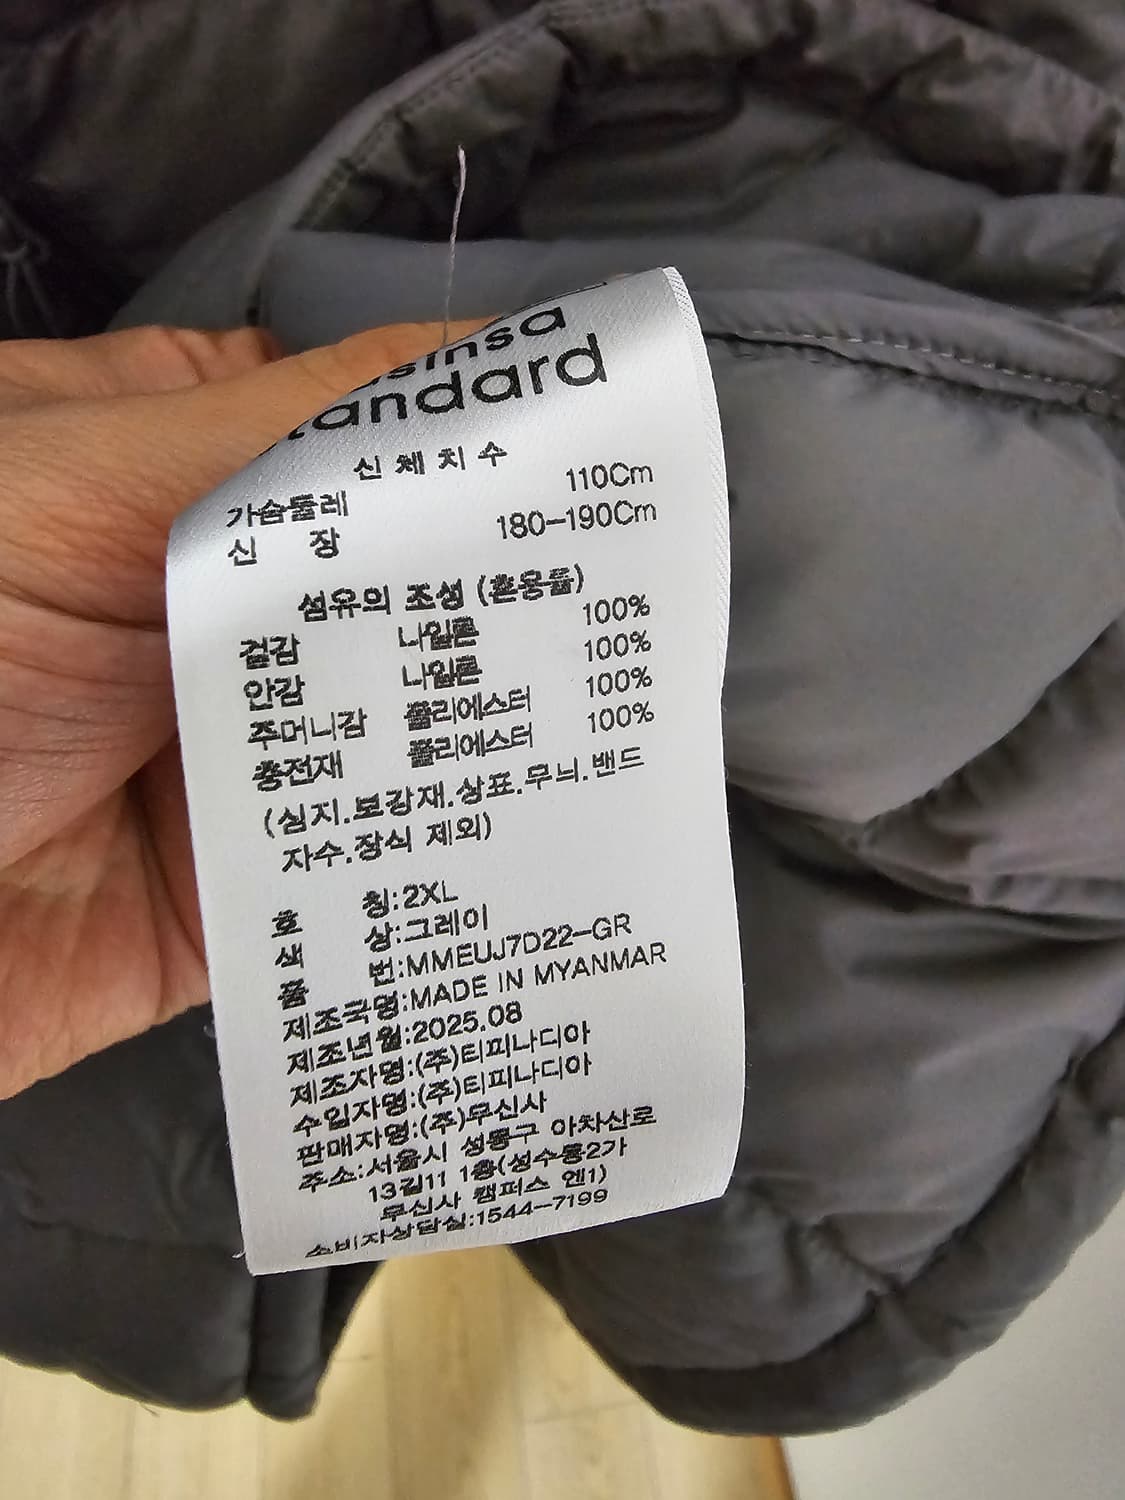 standard
신체치수
가슴둘레 110Cm
신 장 180-190Cm
섬유의 조성 (혼용률)
겉감 나일론 100%
안감 나일론 100%
주머니감 폴리에스터 100%
충전재 폴리에스터 100%
(심지.보강재.상표.무늬.밴드
자수.장식 제외)
호 칭:2XL
색 상:그레이
품 번:MMEUJ7D22-GR
제조국명:MADE IN MYANMAR
제조년월:2025.08
제조자명:(주)티피나디아
수입자명:(주)티피나디아
판매자명:(주)무신사
주소:서울시 성동구 아차산로
13길11 1층(성수동2가
무신사 캠퍼스 엔1)
소비자상담실:1544-7199